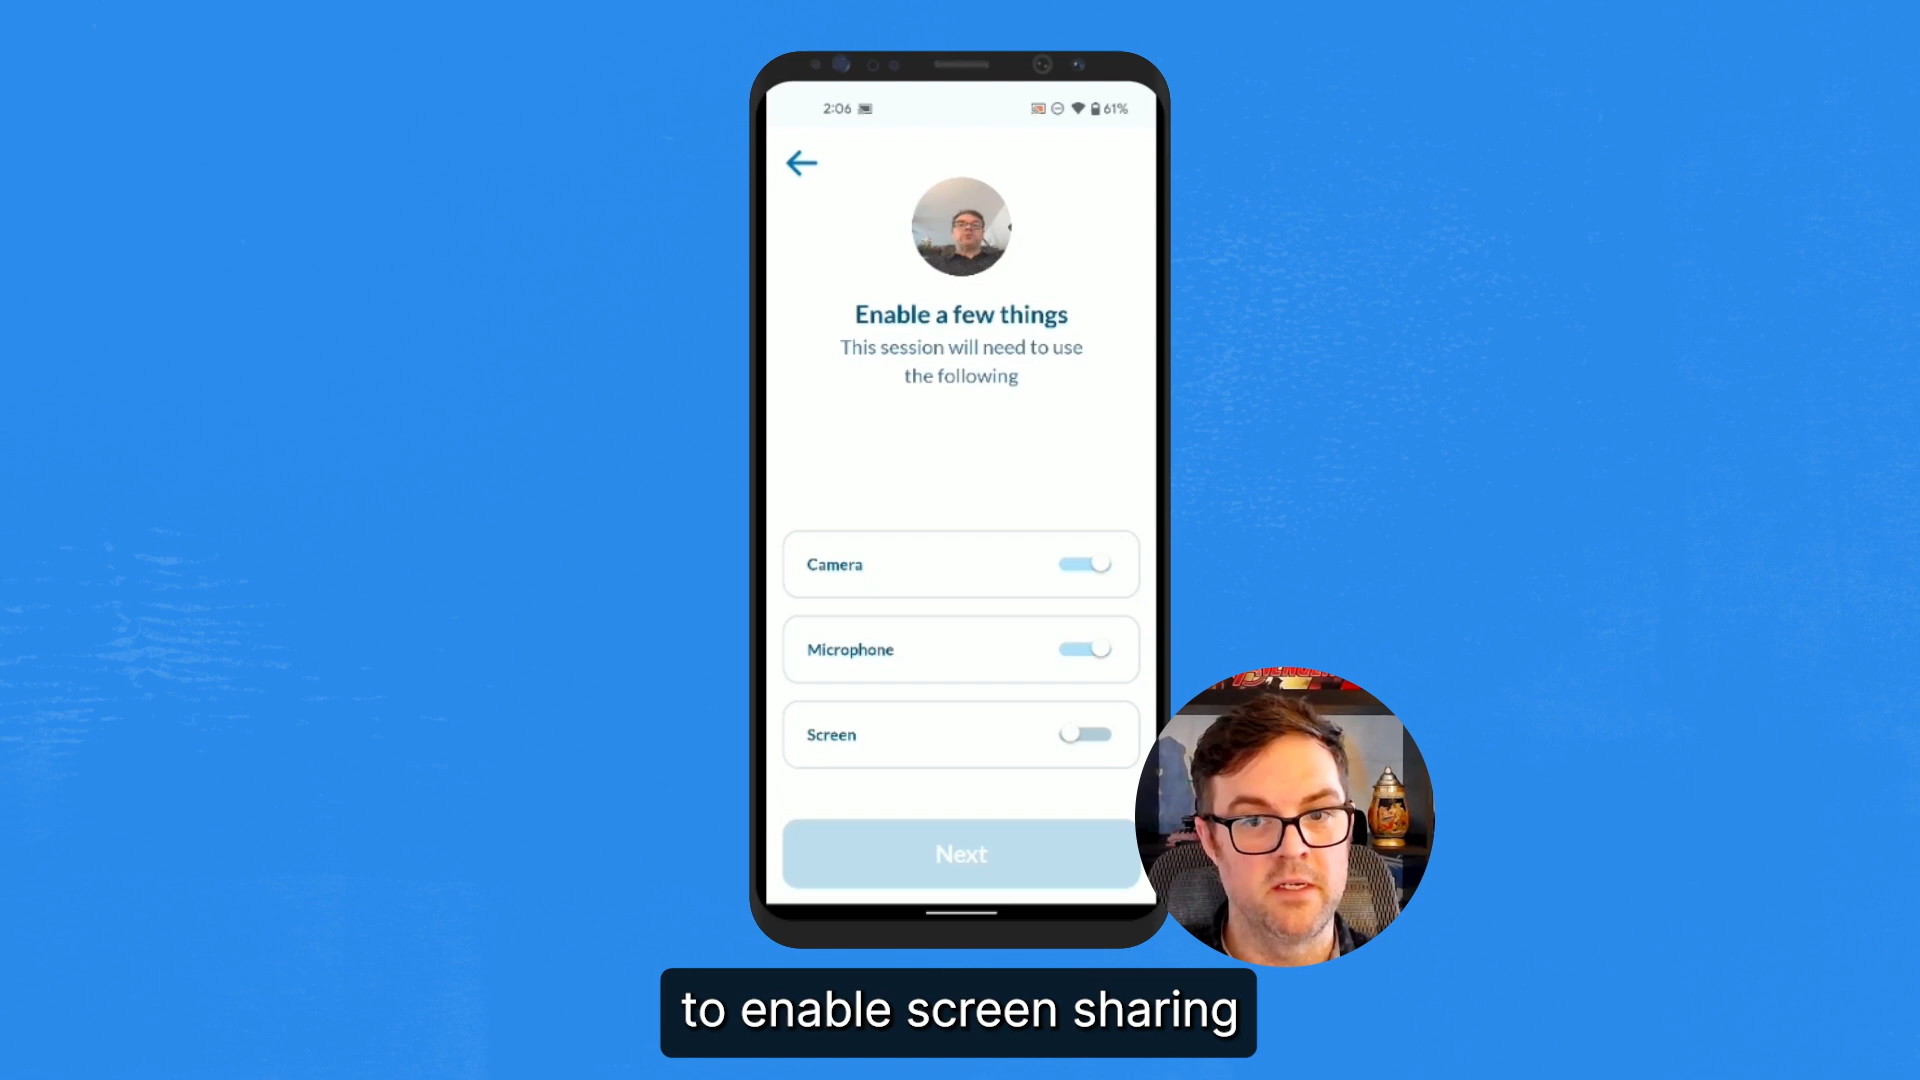 2:06
61%
Enable a few things
This session will need to use
the following
Camera
Microphone
Screen
Next
to enable screen sharing